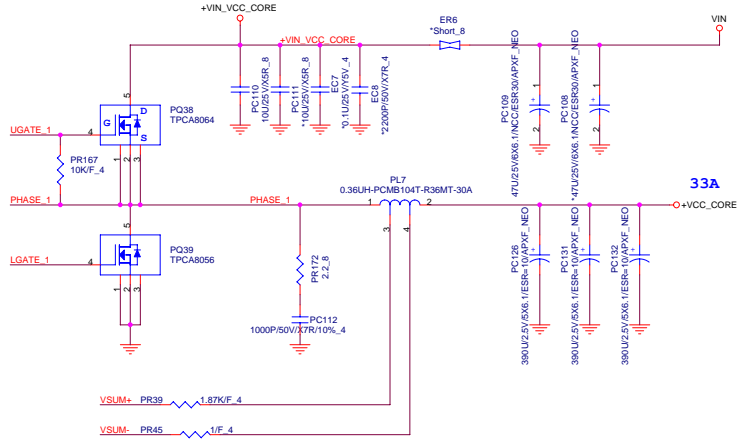 +VIN_VCC_CORE
ER6
*Short_8
VIN
+VIN_VCC_CORE
PC110
10U/25V/X5R_8
PC111
*10U/25V/X5R_8
EC7
*0.1U/25V/Y5V_4
EC8
*2200P/50V/X7R_4
PC109
47U/25V/6X6.1/NCC/ESR30/APXF_NEO
PC108
*47U/25V/6X6.1/NCC/ESR30/APXF_NEO
1
2
1
2
5
D
G
S
4
1
2
3
PQ38
TPCA8064
UGATE_1
PR167
10K/F_4
PL7
0.36UH-PCMB104T-R36MT-30A
33A
PHASE_1
PHASE_1
1
2
3
4
+VCC_CORE
5
PQ39
TPCA8056
LGATE_1
4
1
2
3
PR172
2.2_8
PC112
1000P/50V/X7R/10%_4
PC126
390U/2.5V/5X6.1/ESR=10/APXF_NEO
PC131
390U/2.5V/5X6.1/ESR=10/APXF_NEO
PC132
390U/2.5V/5X6.1/ESR=10/APXF_NEO
VSUM+ PR39 1.87K/F_4
VSUM- PR45 1/F_4